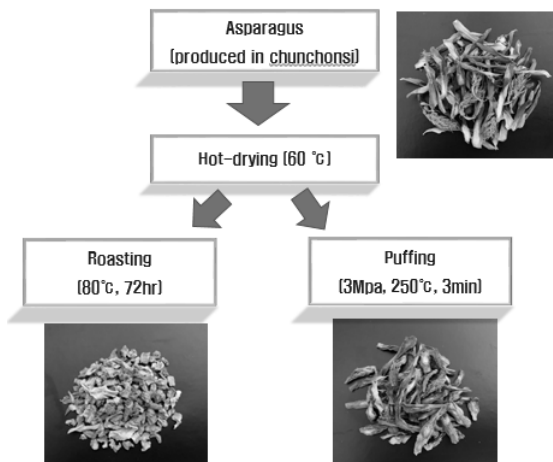 Asparagus
(produced in chunchonsi)
Hot-drying (60 ℃)
Roasting
(80℃, 72hr)
Puffing
(3Mpa, 250℃, 3min)